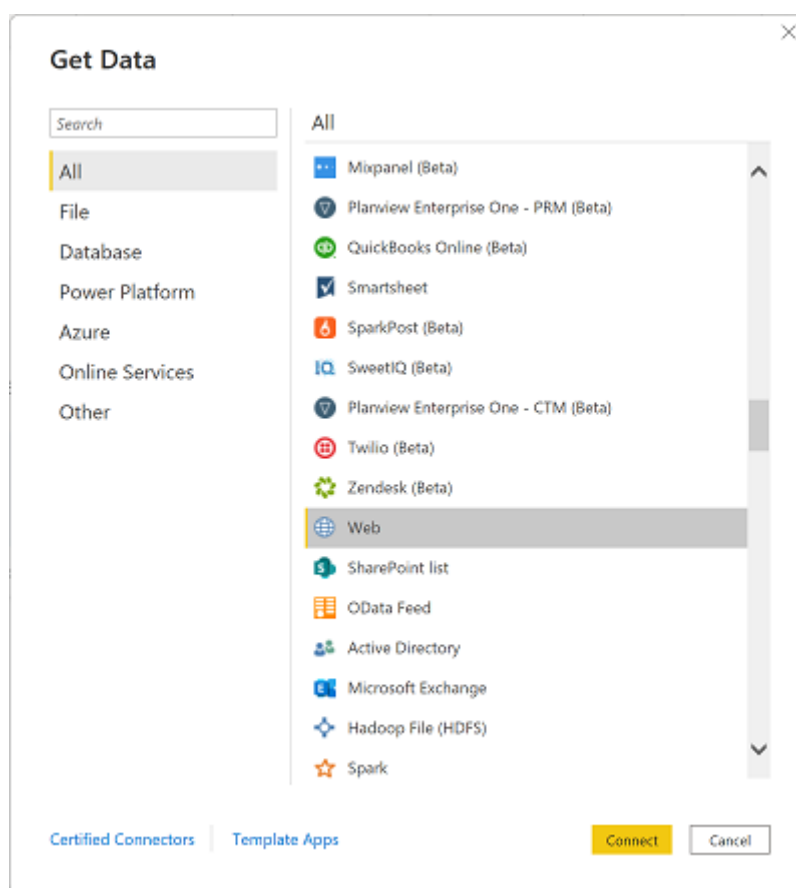 Get Data
Search
All
File
Database
Power Platform
Azure
Online Services
Other
All
Mixpanel (Beta)
Planview Enterprise One - PRM (Beta)
QuickBooks Online (Beta)
Smartsheet
SparkPost (Beta)
SweetIQ (Beta)
Planview Enterprise One - CTM (Beta)
Twilio (Beta)
Zendesk (Beta)
Web
SharePoint list
OData Feed
Active Directory
Microsoft Exchange
Hadoop File (HDFS)
Spark
Certified Connectors
Template Apps
Connect
Cancel